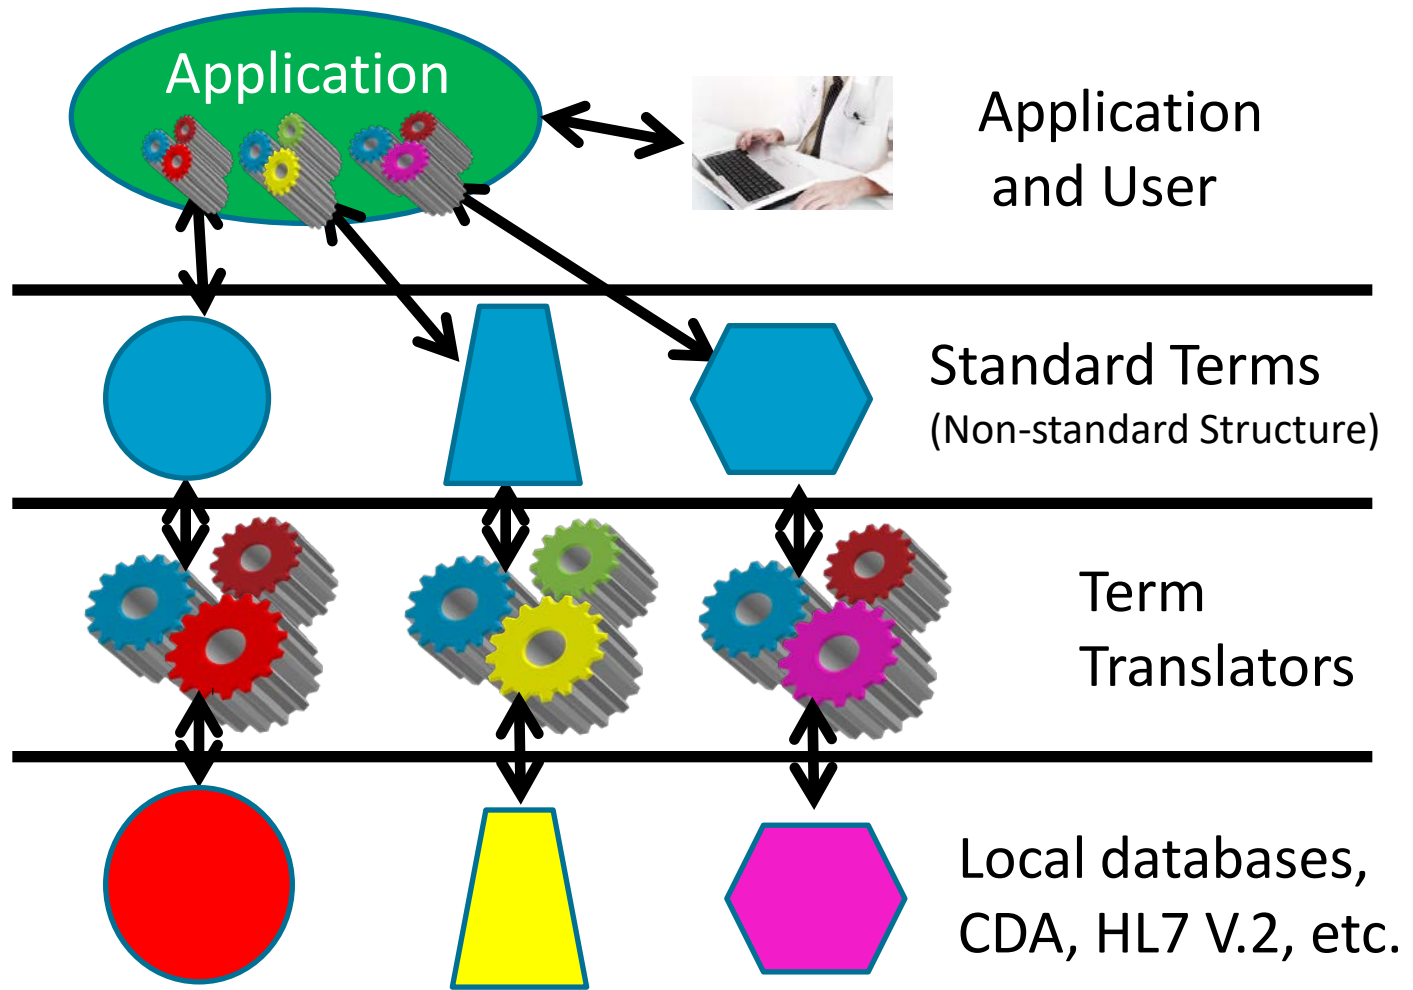 Application
Application
and User
Standard Terms
(Non-standard Structure)
Term
Translators
Local databases,
CDA, HL7 V.2, etc.